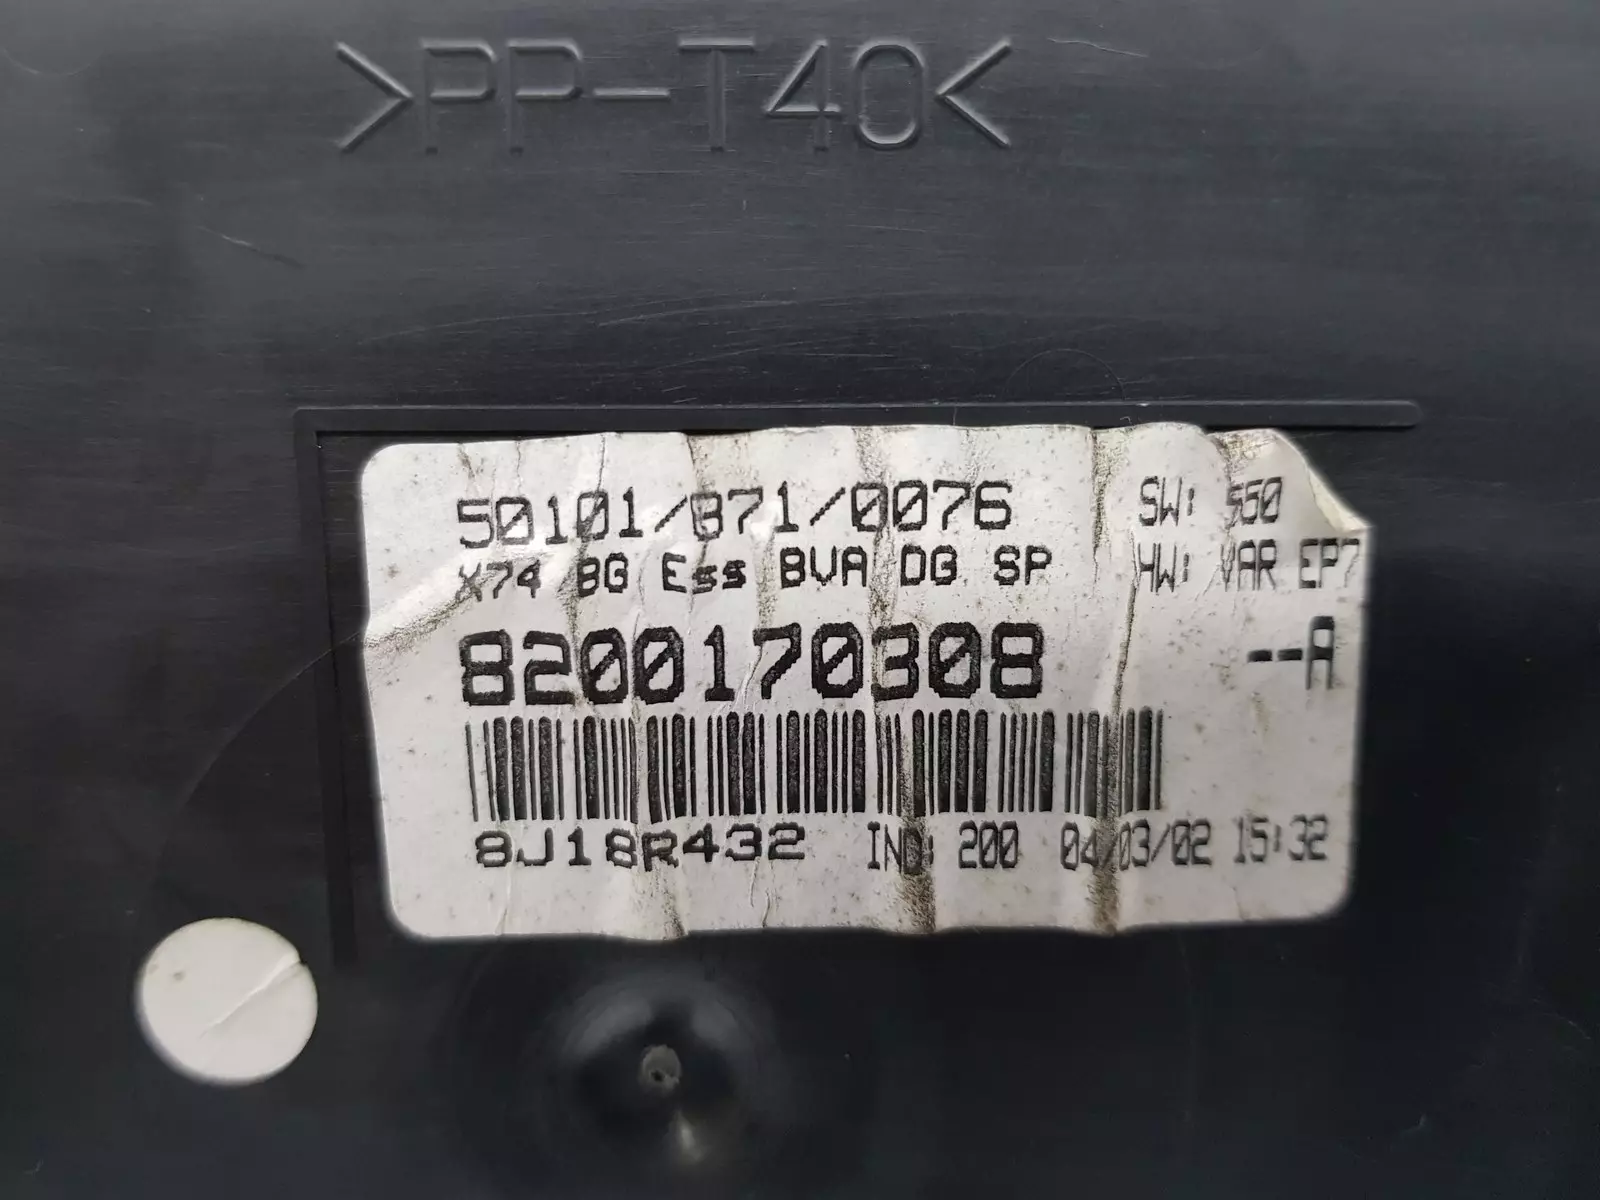 >PP-T40<
50101/871/0076 SW: S60
X74 BG Ess BVA DG SP HW: VAR EP7
8200170308 --A
8J18R432 IND: 200 04/03/02 15:32